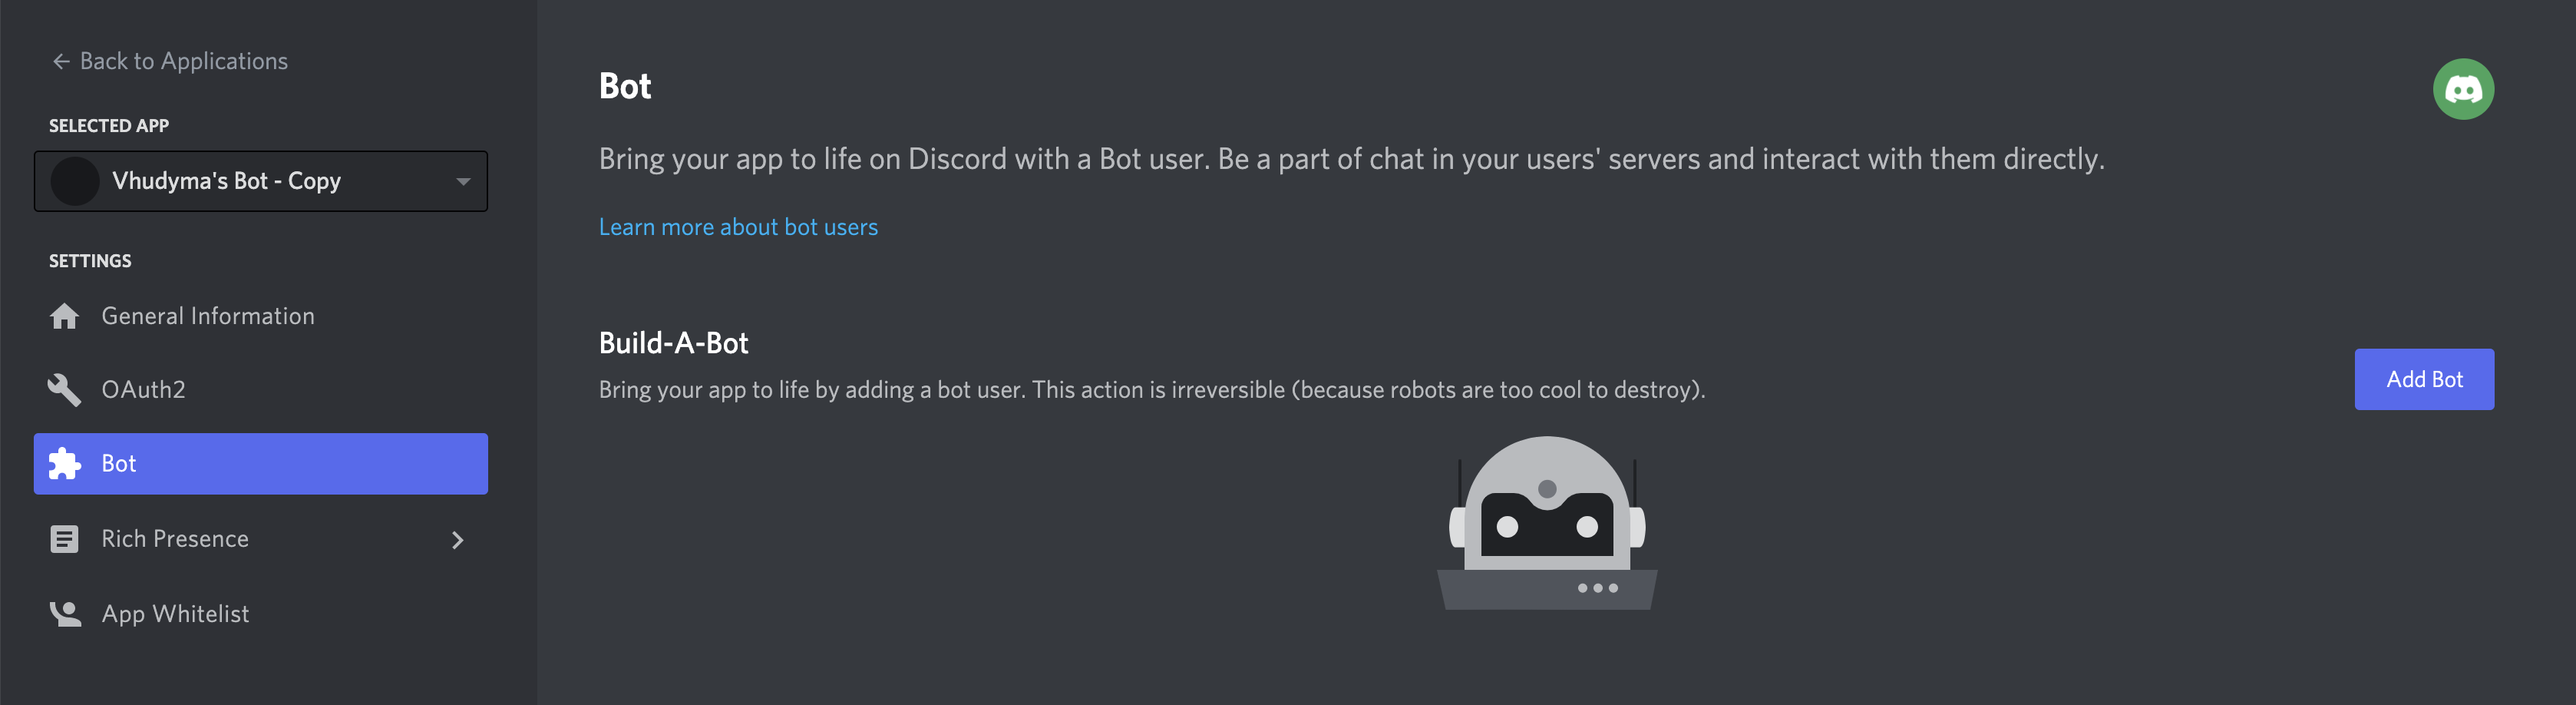 ← Back to Applications
SELECTED APP
Vhudyma's Bot - Copy
SETTINGS
General Information
OAuth2
Bot
Rich Presence
App Whitelist
Bot
Bring your app to life on Discord with a Bot user. Be a part of chat in your users' servers and interact with them directly.
Learn more about bot users
Build-A-Bot
Bring your app to life by adding a bot user. This action is irreversible (because robots are too cool to destroy).
Add Bot